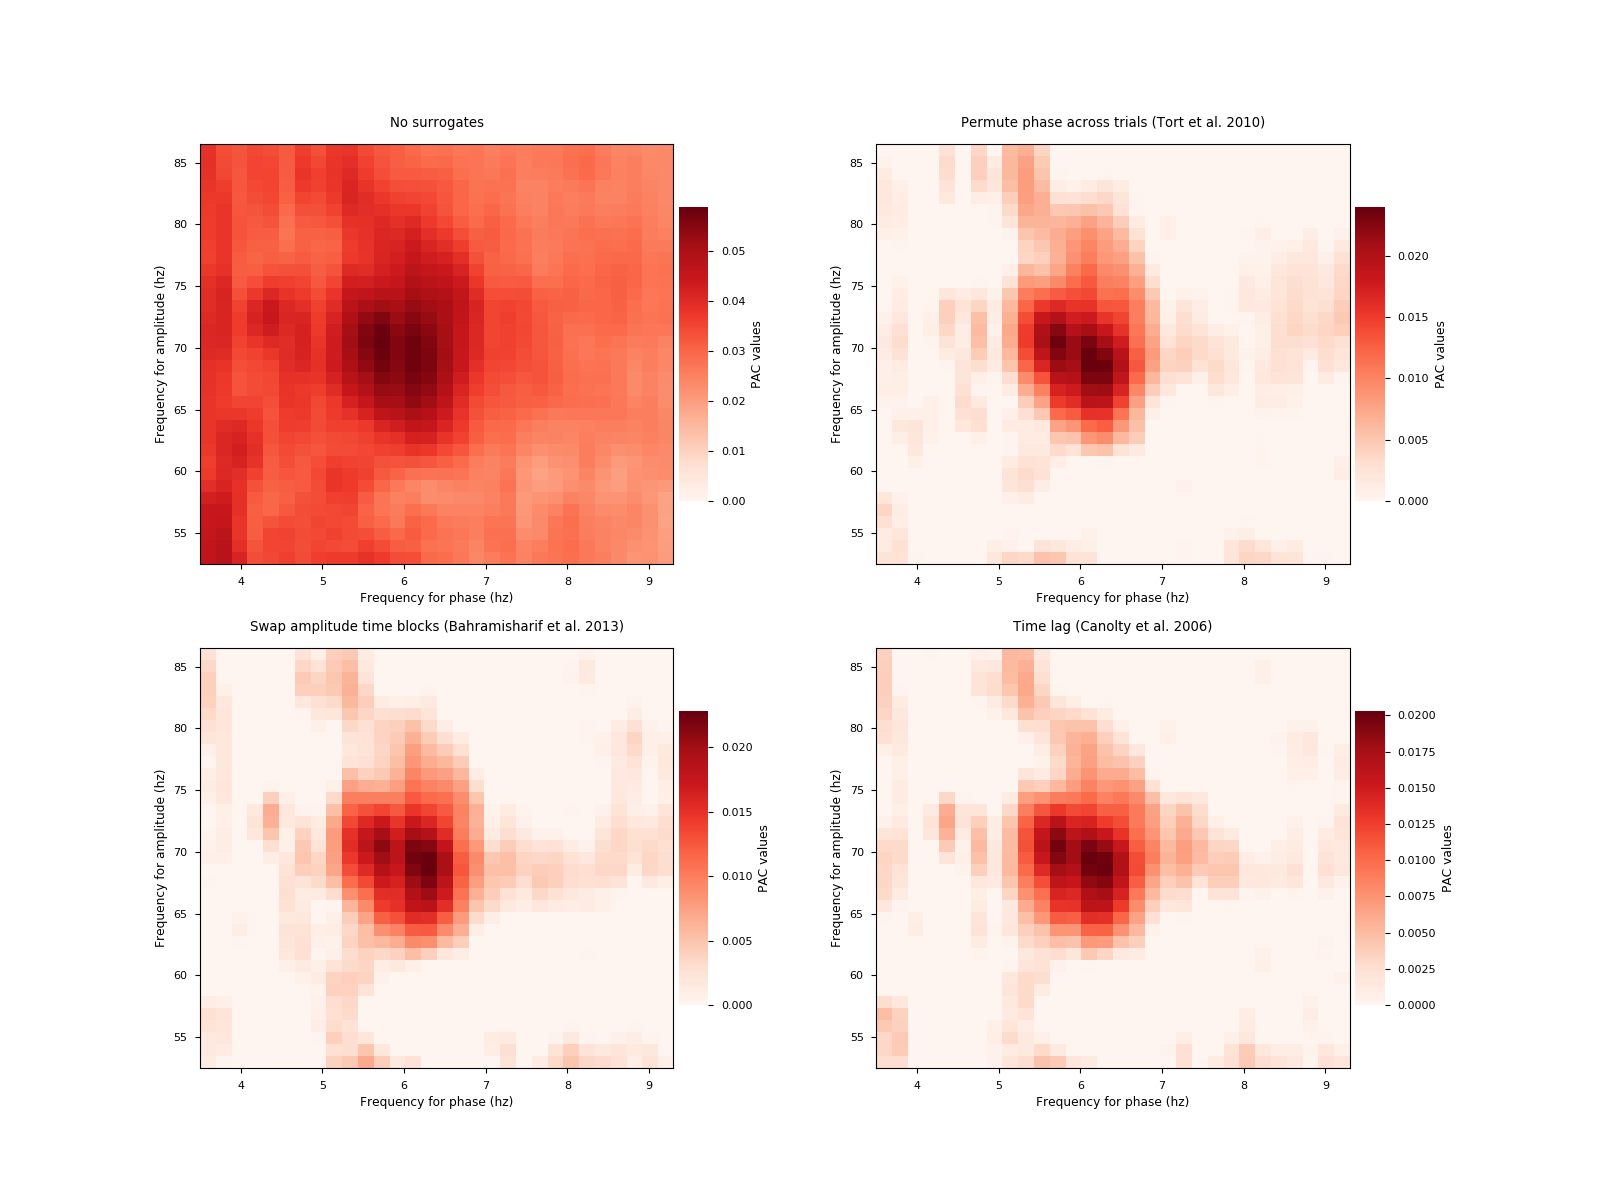 No surrogates
Frequency for amplitude (hz)
85
80
75
70
65
60
55
4 5 6 7 8 9
Frequency for phase (hz)
0.05
0.04
0.03
0.02
0.01
0.00
PAC values
Permute phase across trials (Tort et al. 2010)
Frequency for amplitude (hz)
85
80
75
70
65
60
55
4 5 6 7 8 9
Frequency for phase (hz)
0.020
0.015
0.010
0.005
0.000
PAC values
Swap amplitude time blocks (Bahramisharif et al. 2013)
Frequency for amplitude (hz)
85
80
75
70
65
60
55
4 5 6 7 8 9
Frequency for phase (hz)
0.020
0.015
0.010
0.005
0.000
PAC values
Time lag (Canolty et al. 2006)
Frequency for amplitude (hz)
85
80
75
70
65
60
55
4 5 6 7 8 9
Frequency for phase (hz)
0.0200
0.0175
0.0150
0.0125
0.0100
0.0075
0.0050
0.0025
0.0000
PAC values